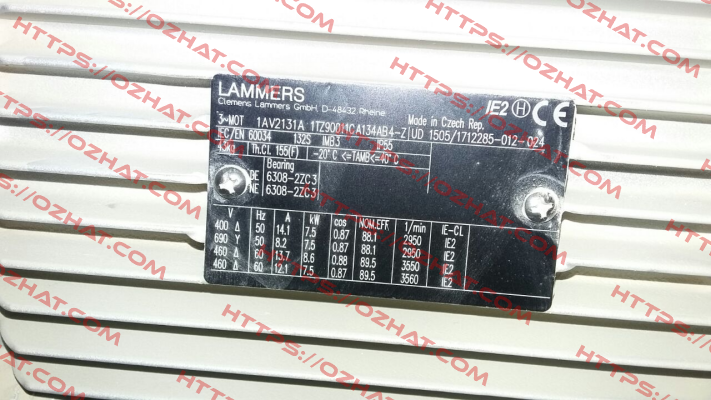 LAMMERS
Clemens Lammers GmbH, D-48432 Rheine
IE2 H CE
3~MOT 1AV2131A 1TZ9001-1CA134AB4-Z UD 1505/1712285-012-024
Made in Czech Rep.
IEC/EN 60034 132S IMB3 IP55
43kg Th.CL 155(F) -20°C <=TAMB<=40°C
Bearing
DE 6308-2ZC3
NE 6308-2ZC3
V Hz A kW cos NOM.EFF 1/min IE-CL
400 Δ 50 14.1 7.5 0.87 88.1 2950 IE2
690 Y 50 8.2 7.5 0.87 88.1 2950 IE2
460 Δ 60 13.7 8.6 0.88 89.5 3550 IE2
460 Δ 60 12.1 7.5 0.87 89.5 3560 IE2
HTTPS://OZHAT.COM